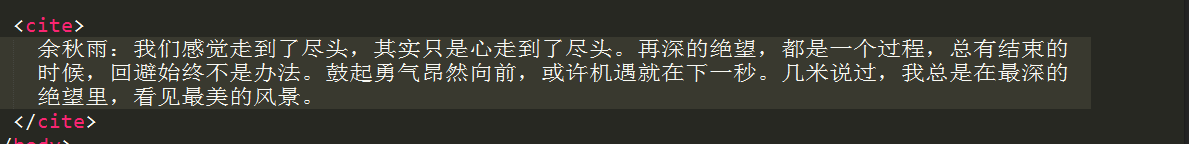 <cite>
余秋雨：我们感觉走到了尽头，其实只是心走到了尽头。再深的绝望，都是一个过程，总有结束的
时候，回避始终不是办法。鼓起勇气昂然向前，或许机遇就在下一秒。几米说过，我总是在最深的
绝望里，看见最美的风景。
</cite>